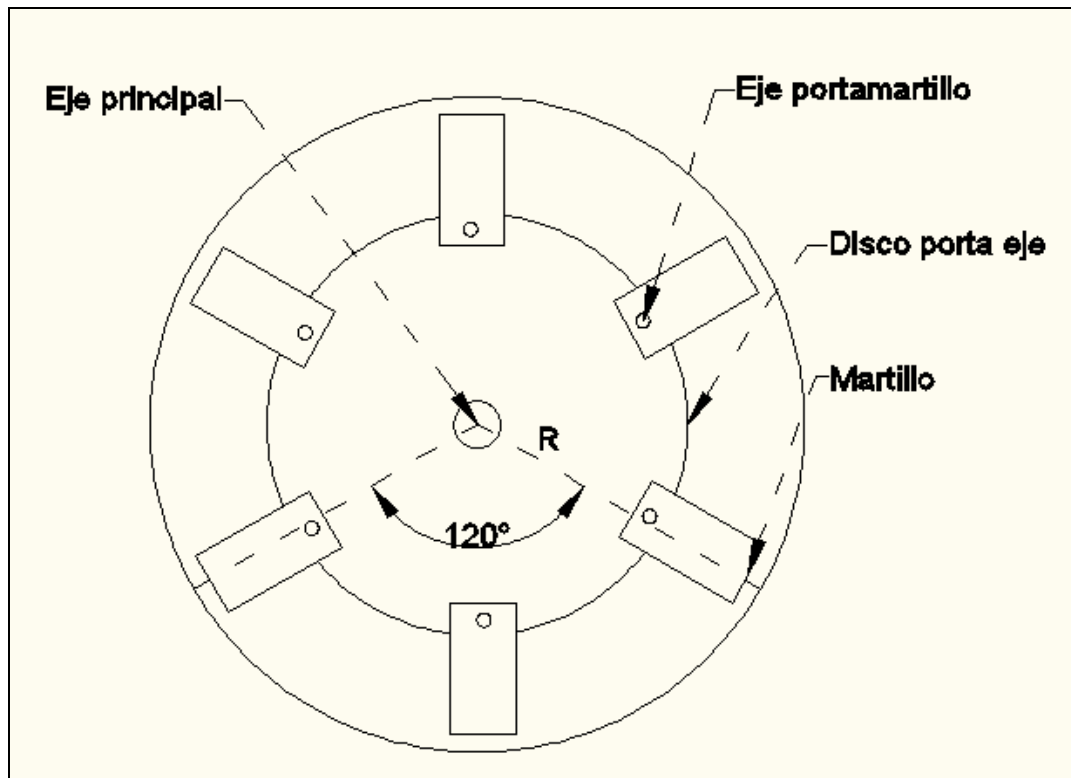 Eje principal
Eje portamartillo
Disco porta eje
Martillo
R
120°